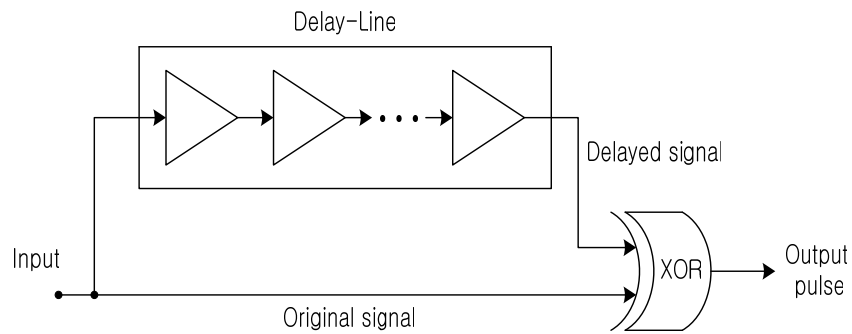 Delay-Line
Delayed signal
Input
XOR
Output
pulse
Original signal